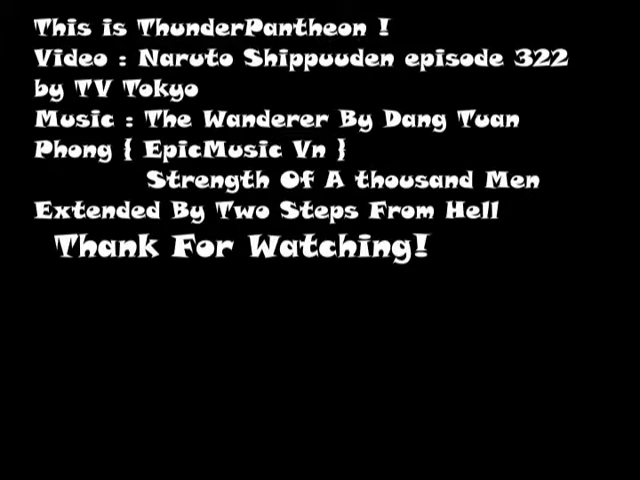 This is ThunderPantheon !
Video : Naruto Shippuuden episode 322
by TV Tokyo
Music : The Wanderer By Dang Tuan
Phong { EpicMusic Vn }
Strength Of A thousand Men
Extended By Two Steps From Hell
Thank For Watching!